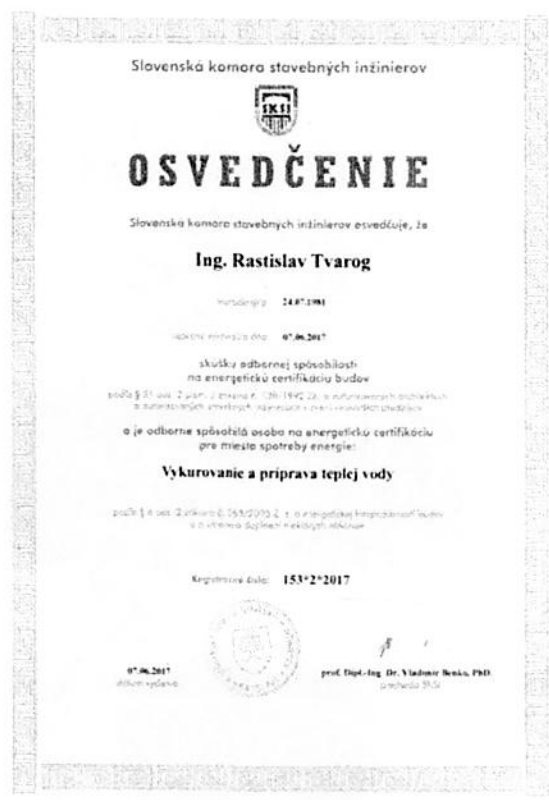 Slovenská komora stavebných inžinierov
SKSI
OSVEDČENIE
Slovenská komora stavebných inžinierov osvedčuje, že
Ing. Rastislav Tvarog
24.07.1981
07.06.2017
skúšku odbornej spôsobilosti
na energetickú certifikáciu budov
a je odborne spôsobilá osoba na energetickú certifikáciu
pre miesta spotreby energie:
Vykurovanie a príprava teplej vody
Registračné číslo: 153*2*2017
07.06.2017
prof. Dipl.-Ing. Dr. Vladimír Benko, PhD.
dátum vydania
predseda SKSI